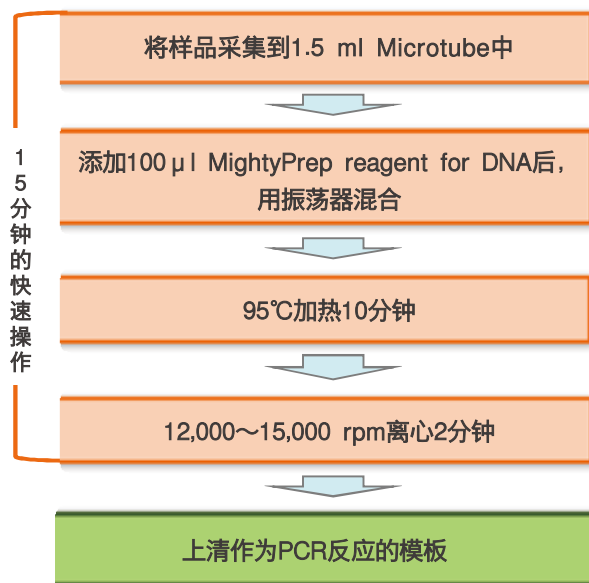 将样品采集到1.5 ml Microtube中
添加100μl MightyPrep reagent for DNA后，
用振荡器混合
95℃加热10分钟
12,000～15,000 rpm离心2分钟
上清作为PCR反应的模板
15分钟的快速操作